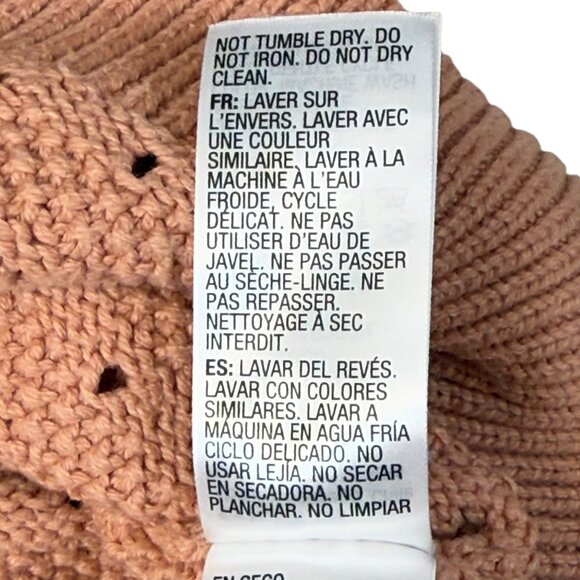 NOT TUMBLE DRY. DO
NOT IRON. DO NOT DRY
CLEAN.
FR: LAVER SUR
L'ENVERS. LAVER AVEC
UNE COULEUR
SIMILAIRE, LAVER À LA
MACHINE À L'EAU
FROIDE, CYCLE
DÉLICAT. NE PAS
UTILISER D'EAU DE
JAVEL. NE PAS PASSER
AU SÈCHE-LINGE. NE
PAS REPASSER.
NETTOYAGE À SEC
INTERDIT.
ES: LAVAR DEL REVÉS.
LAVAR CON COLORES
SIMILARES. LAVAR A
MÁQUINA EN AGUA FRÍA
CICLO DELICADO. NO
USAR LEJÍA. NO SECAR
EN SECADORA. NO
PLANCHAR. NO LIMPIAR
EN SECO